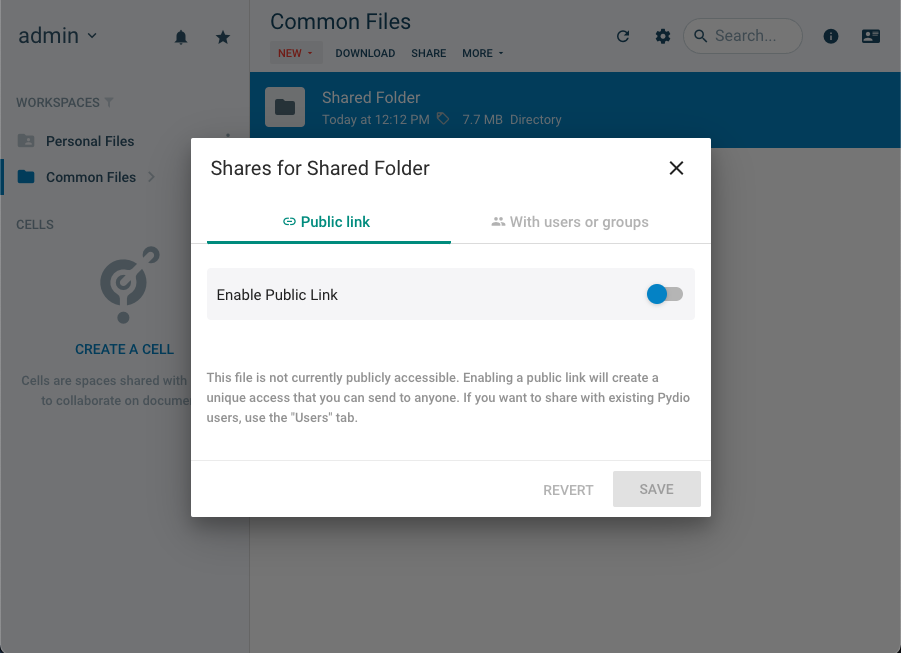 admin
Common Files
NEW
DOWNLOAD
SHARE
MORE
Search...
WORKSPACES
Personal Files
Common Files
CELLS
CREATE A CELL
Cells are spaces shared with
to collaborate on docume
Shared Folder
Today at 12:12 PM 7.7 MB Directory
Shares for Shared Folder
Public link
With users or groups
Enable Public Link
This file is not currently publicly accessible. Enabling a public link will create a
unique access that you can send to anyone. If you want to share with existing Pydio
users, use the "Users" tab.
REVERT
SAVE